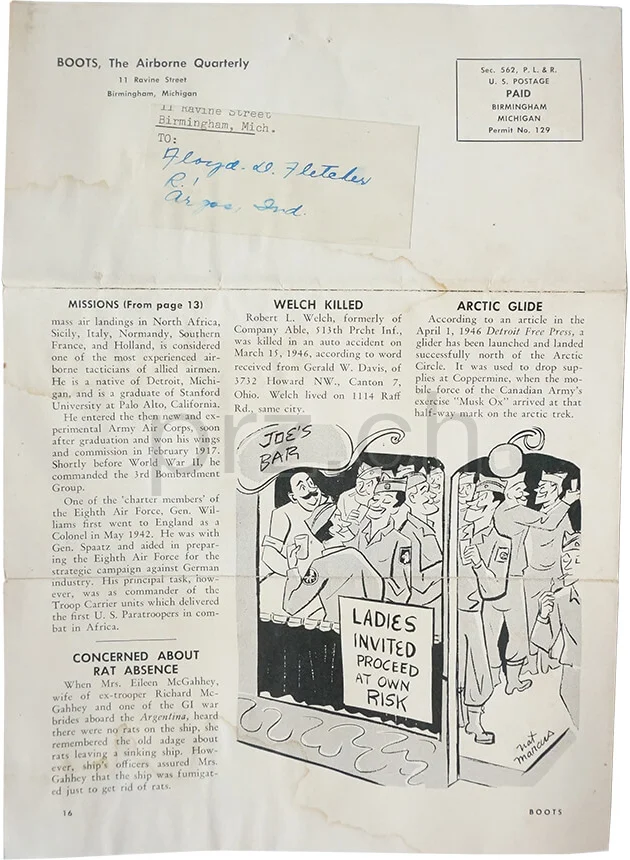 BOOTS, The Airborne Quarterly
11 Ravine Street
Birmingham, Michigan
Sec. 562, P. L. & R.
U. S. POSTAGE
PAID
BIRMINGHAM
MICHIGAN
Permit No. 129
11 Ravine Street
Birmingham, Mich.
TO:
Floyd. D. Fletcher
R. 1
Argos, Ind.
MISSIONS (From page 13)
mass air landings in North Africa,
Sicily, Italy, Normandy, Southern
France, and Holland, is considered
one of the most experienced air-
borne tacticians of allied airmen.
He is a native of Detroit, Michi-
gan, and is a graduate of Stanford
University at Palo Alto, California.
He entered the then new and ex-
perimental Army Air Corps, soon
after graduation and won his wings
and commission in February 1917.
Shortly before World War II, he
commanded the 3rd Bombardment
Group.
One of the 'charter members' of
the Eighth Air Force, Gen. Wil-
liams first went to England as a
Colonel in May 1942. He was with
Gen. Spaatz and aided in prepar-
ing the Eighth Air Force for the
strategic campaign against German
industry. His principal task, how-
ever, was as commander of the
Troop Carrier units which delivered
the first U. S. Paratroopers in com-
bat in Africa.
CONCERNED ABOUT
RAT ABSENCE
When Mrs. Eileen McGahhey,
wife of ex-trooper Richard Mc-
Gahhey and one of the GI war
brides aboard the Argentina, heard
there were no rats on the ship, she
remembered the old adage about
rats leaving a sinking ship. How-
ever, ship's officers assured Mrs.
Gahhey that the ship was fumigat-
ed just to get rid of rats.
WELCH KILLED
Robert L. Welch, formerly of
Company Able, 513th Prcht Inf.,
was killed in an auto accident on
March 15, 1946, according to word
received from Gerald W. Davis, of
3732 Howard NW., Canton 7,
Ohio. Welch lived on 1114 Raff
Rd., same city.
ARCTIC GLIDE
According to an article in the
April 1, 1946 Detroit Free Press, a
glider has been launched and landed
successfully north of the Arctic
Circle. It was used to drop sup-
plies at Coppermine, when the mo-
bile force of the Canadian Army's
exercise "Musk Ox" arrived at that
half-way mark on the arctic trek.
JOE'S
BAR
LADIES
INVITED
PROCEED
AT OWN
RISK
Nat
Marcus
16
BOOTS